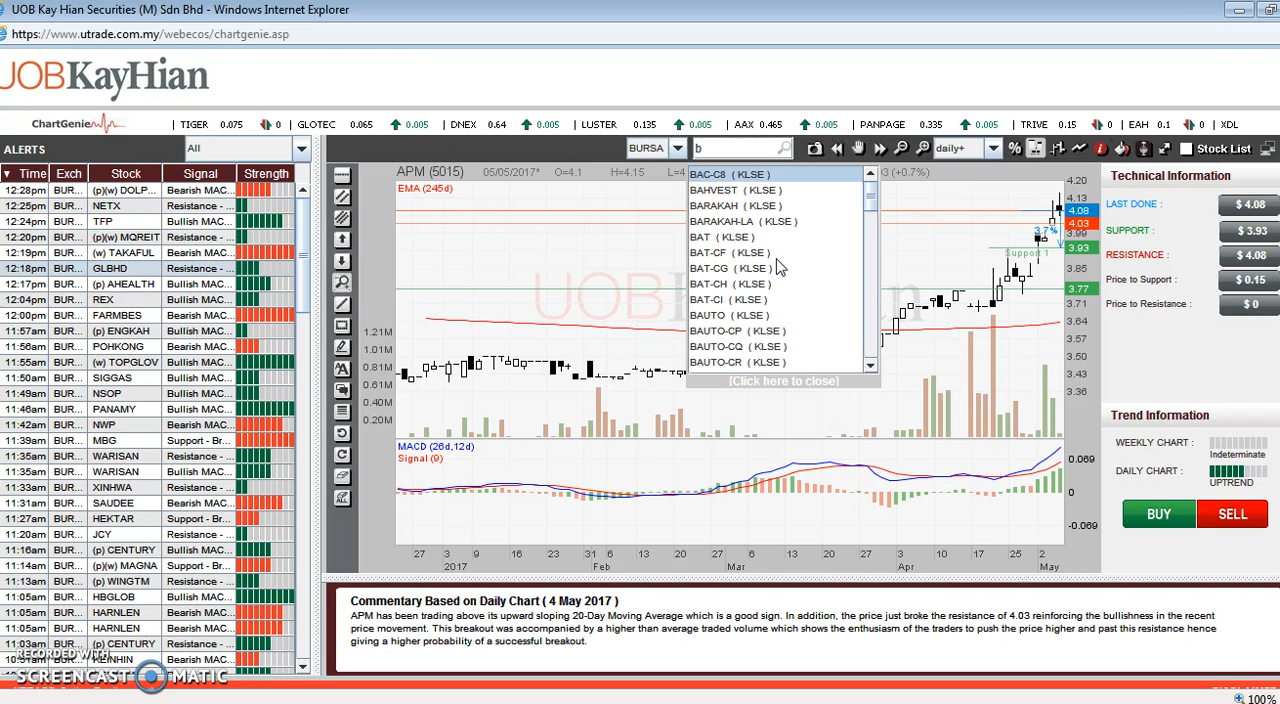 UOB Kay Hian Securities (M) Sdn Bhd - Windows Internet Explorer
https://www.utrade.com.my/webecos/chartgenie.asp
UOBKayHian
ChartGenie
TIGER 0.075 0 GLOTEC 0.065 0.005 DNEX 0.64 0.005 LUSTER 0.135 0.005 AAX 0.465 0.005 PANPAGE 0.335 0.005 TRIVE 0.15 0 EAH 0.1 0 XDL
ALERTS
All
BURSA
b
daily+
Stock List
Time Exch Stock Signal Strength
12:28pm BUR... (p)(w) DOLP... Bearish MAC...
12:25pm BUR... NETX Resistance -...
12:24pm BUR... TFP Bullish MAC...
12:20pm BUR... (p)(w) MQREIT Resistance -...
12:19pm BUR... (w) TAKAFUL Bearish MAC...
12:18pm BUR... GLBHD Resistance -...
12:17pm BUR... (p) AHEALTH Bullish MAC...
12:04pm BUR... REX Bullish MAC...
12:00pm BUR... FARMBES Bearish MAC...
11:57am BUR... (p) ENGKAH Bullish MAC...
11:56am BUR... POHKONG Bearish MAC...
11:55am BUR... (w) TOPGLOV Bullish MAC...
11:50am BUR... SIGGAS Bullish MAC...
11:49am BUR... NSOP Bullish MAC...
11:46am BUR... PANAMY Bullish MAC...
11:42am BUR... NWP Bearish MAC...
11:39am BUR... MBG Support - Br...
11:35am BUR... WARISAN Resistance -...
11:35am BUR... WARISAN Bullish MAC...
11:33am BUR... XINHWA Resistance -...
11:31am BUR... SAUDEE Bearish MAC...
11:27am BUR... HEKTAR Support - Br...
11:20am BUR... JCY Resistance -...
11:16am BUR... (p) CENTURY Bullish MAC...
11:14am BUR... (p)(w) MAGNA Support - Br...
11:13am BUR... (p) WINGTM Resistance -...
11:05am BUR... HBGLOB Bullish MAC...
11:05am BUR... HARNLEN Bearish MAC...
11:05am BUR... HARNLEN Bearish MAC...
11:03am BUR... CENTURY Resistance -...
10:51am BUR... KEINHIN Bearish MAC...
APM (5015) 05/05/2017* O=4.1 H=4.15 L=4
(+0.7%)
EMA (245d)
BAC-C8 ( KLSE )
BAHVEST ( KLSE )
BARAKAH ( KLSE )
BARAKAH-LA ( KLSE )
BAT ( KLSE )
BAT-CF ( KLSE )
BAT-CG ( KLSE )
BAT-CH ( KLSE )
BAT-CI ( KLSE )
BAUTO ( KLSE )
BAUTO-CP ( KLSE )
BAUTO-CQ ( KLSE )
BAUTO-CR ( KLSE )
[Click here to close]
3.7%
Support 1
4.20
4.13
4.08
4.03
3.99
3.93
3.85
3.77
3.71
3.64
3.57
3.50
3.43
3.36
1.21M
1.01M
0.81M
0.61M
0.40M
0.20M
MACD (26d,12d)
Signal (9)
0.069
0
-0.069
27 3 9 16 23 31 6 13 20 27 6 13 20 27 3 10 17 25 2
2017 Feb Mar Apr May
Technical Information
LAST DONE : $ 4.08
SUPPORT : $ 3.93
RESISTANCE : $ 4.08
Price to Support : $ 0.15
Price to Resistance : $ 0
Trend Information
WEEKLY CHART :
Indeterminate
DAILY CHART :
UPTREND
BUY SELL
Commentary Based on Daily Chart ( 4 May 2017 )
APM has been trading above its upward sloping 20-Day Moving Average which is a good sign. In addition, the price just broke the resistance of 4.03 reinforcing the bullishness in the recent
price movement. This breakout was accompanied by a higher than average traded volume which shows the enthusiasm of the traders to push the price higher and past this resistance hence
giving a higher probability of a successful breakout.
RECORDED WITH
SCREENCAST MATIC
100%